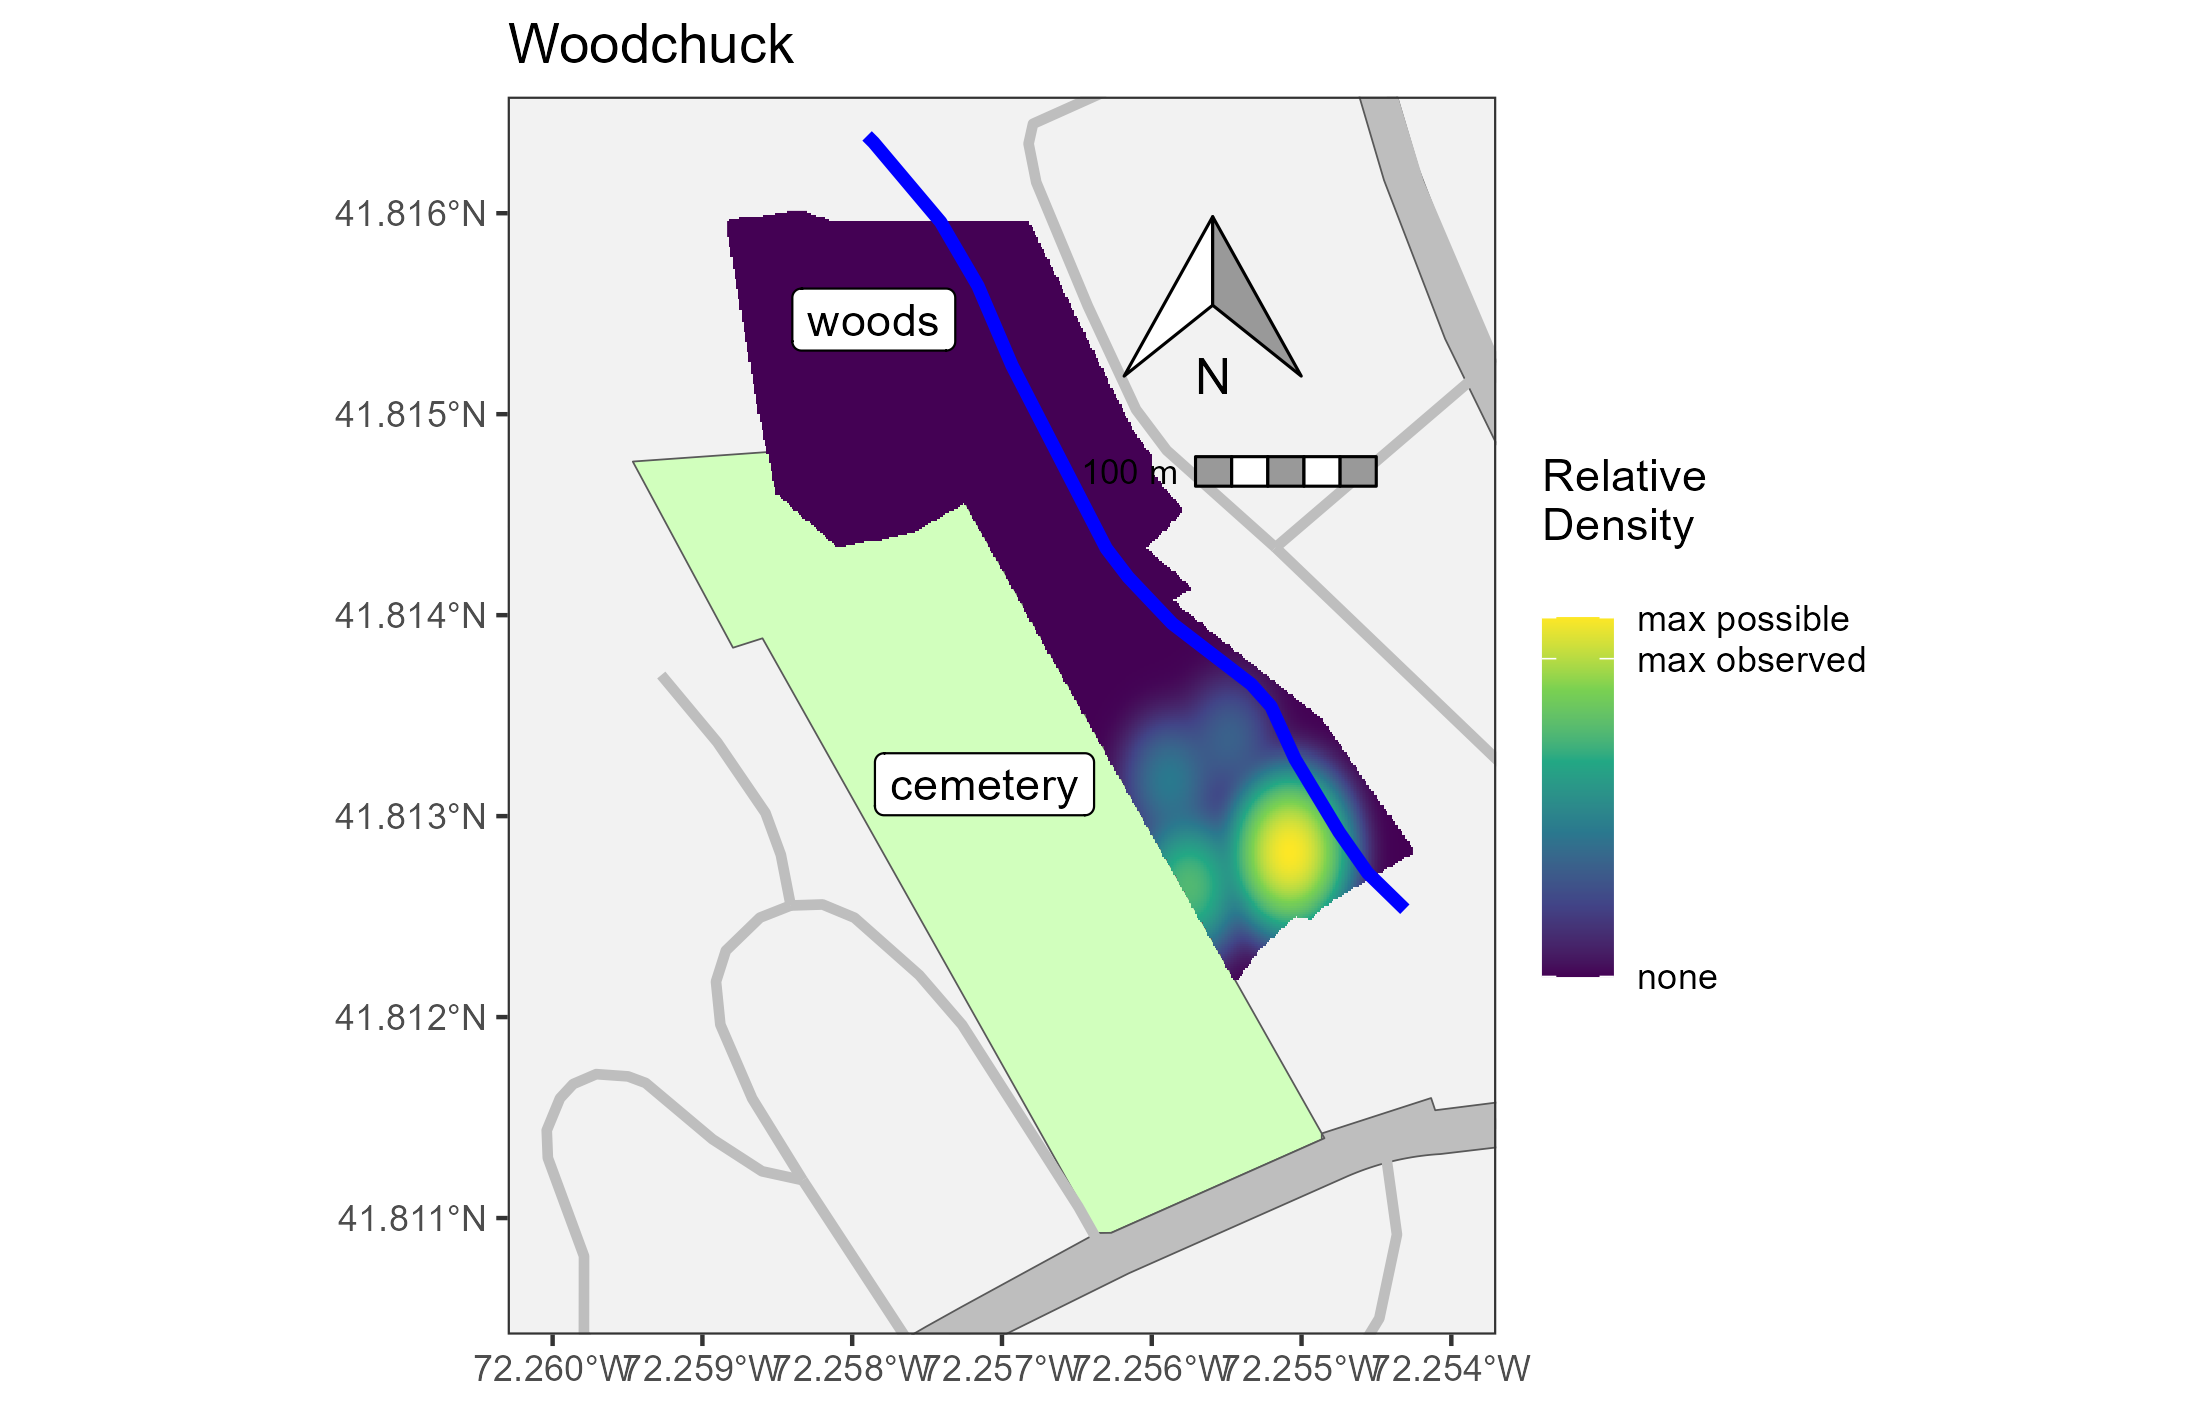 Woodchuck
41.816°N
41.815°N
41.814°N
41.813°N
41.812°N
41.811°N
woods
N
100 m
cemetery
72.260°W
72.259°W
72.258°W
72.257°W
72.256°W
72.255°W
72.254°W
Relative
Density
max possible
max observed
none